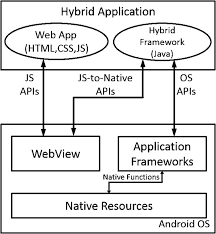 Hybrid Application
Web App
(HTML,CSS,JS)
Hybrid
Framework
(Java)
JS
APIs
JS-to-Native
APIs
OS
APIs
WebView
Application
Frameworks
Native Functions
Native Resources
Android OS